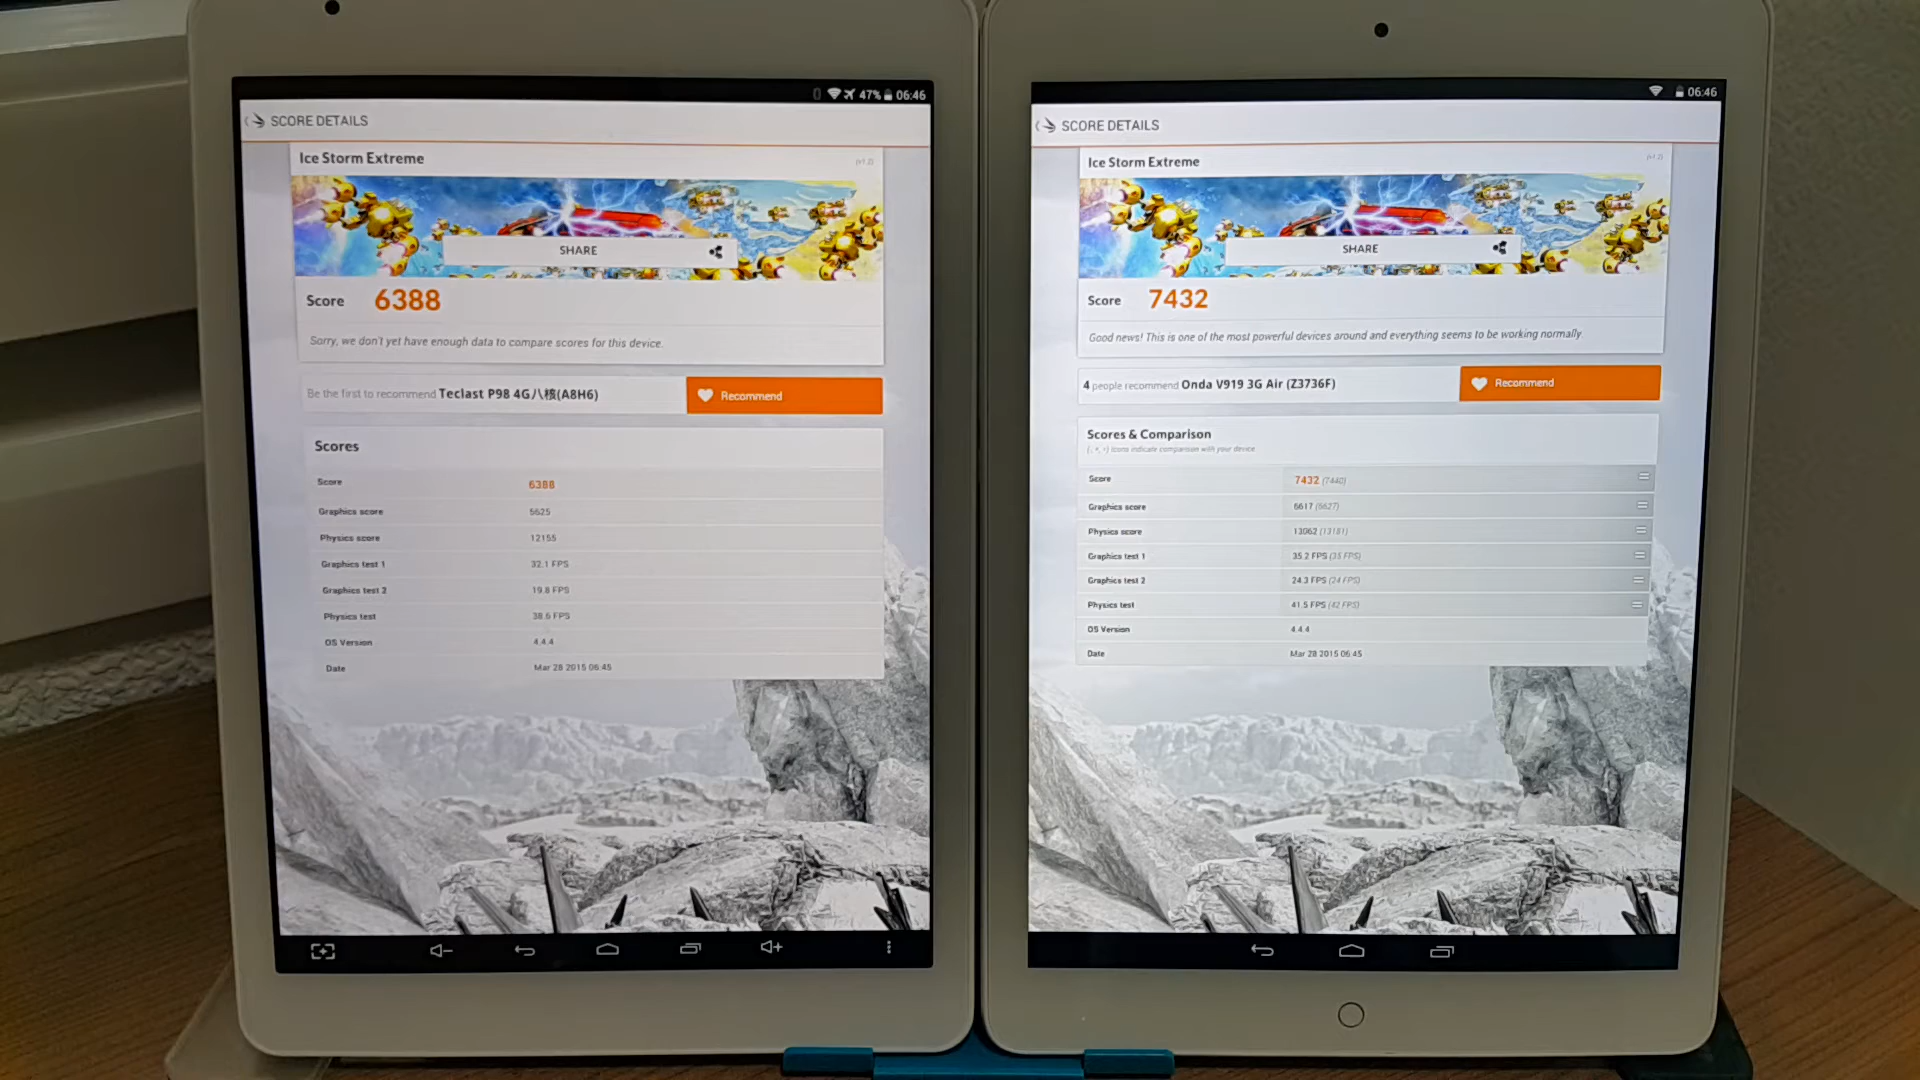 47% 06:46
SCORE DETAILS
Ice Storm Extreme
SHARE
Score 6388
Sorry, we don't yet have enough data to compare scores for this device.
Be the first to recommend Teclast P98 4G八核(A8H6)
Recommend
Scores
Score 6388
Graphics score 5625
Physics score 12155
Graphics test 1 32.1 FPS
Graphics test 2 19.8 FPS
Physics test 38.6 FPS
OS Version 4.4.4
Date Mar 28 2015 06:45
06:46
SCORE DETAILS
Ice Storm Extreme
SHARE
Score 7432
Good news! This is one of the most powerful devices around and everything seems to be working normally.
4 people recommend Onda V919 3G Air (Z3736F)
Recommend
Scores & Comparison
icons indicate comparison with your device
Score 7432 (7440)
Graphics score 6617 (6627)
Physics score 13062 (13181)
Graphics test 1 35.2 FPS (35 FPS)
Graphics test 2 24.3 FPS (24 FPS)
Physics test 41.5 FPS (42 FPS)
OS Version 4.4.4
Date Mar 28 2015 06:45